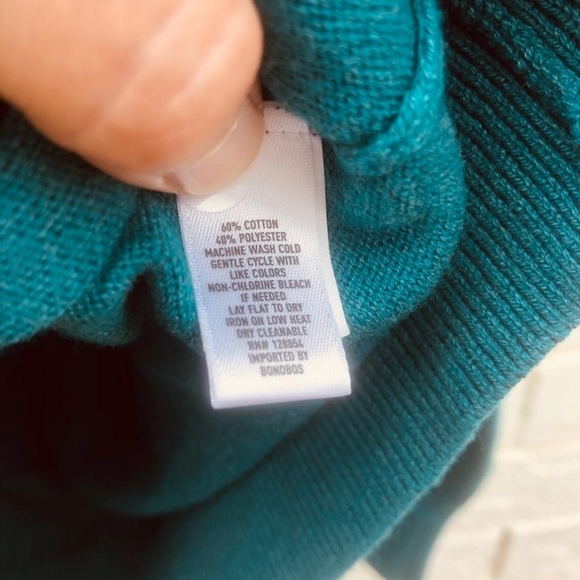 60% COTTON
40% POLYESTER
MACHINE WASH COLD
GENTLE CYCLE WITH
LIKE COLORS
NON-CHLORINE BLEACH
IF NEEDED
LAY FLAT TO DRY
IRON ON LOW HEAT
DRY CLEANABLE
RN# 128054
IMPORTED BY
BONOBOS